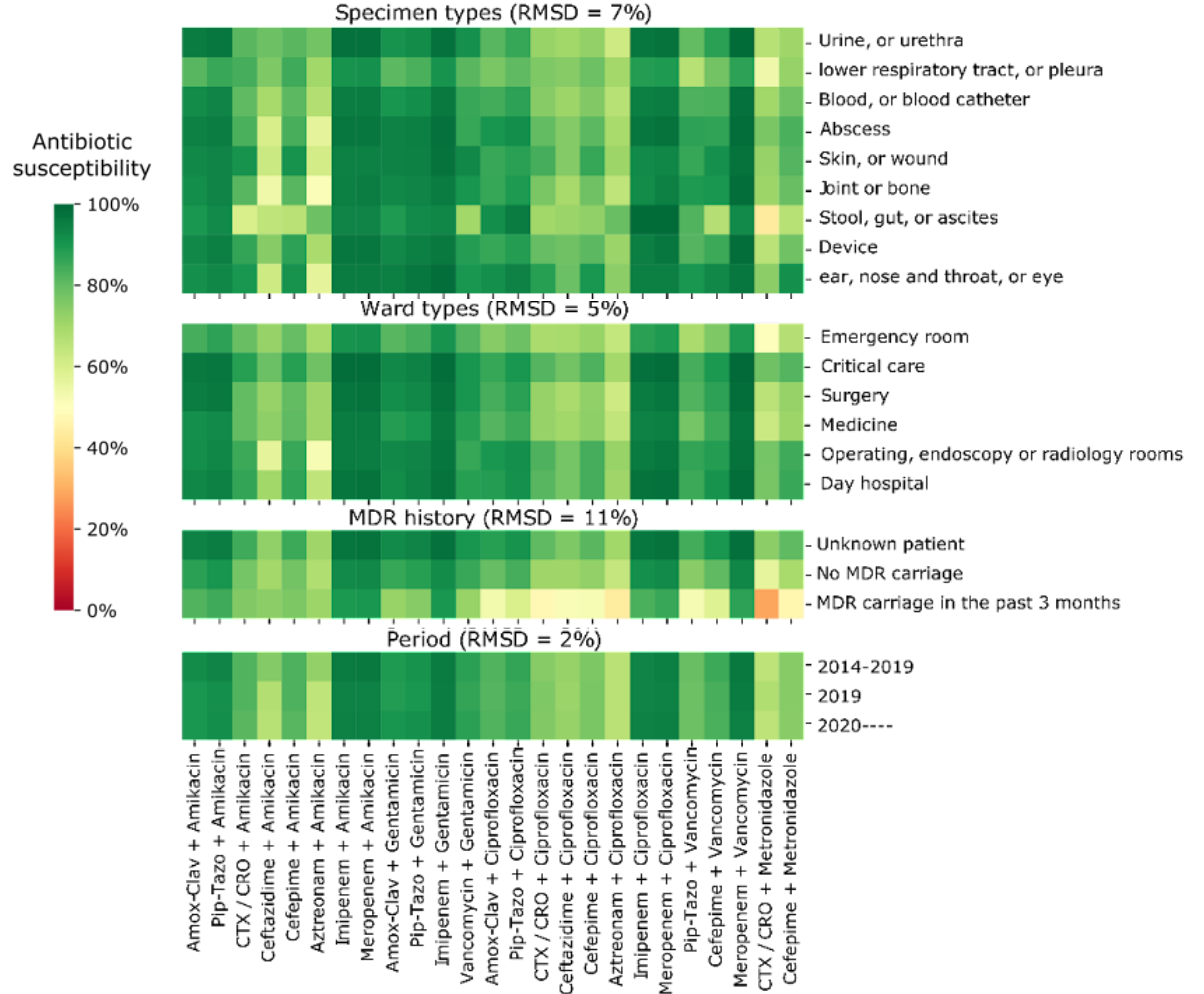 Specimen types (RMSD = 7%)
Urine, or urethra
lower respiratory tract, or pleura
Blood, or blood catheter
Abscess
Skin, or wound
Joint or bone
Stool, gut, or ascites
Device
ear, nose and throat, or eye
Antibiotic
susceptibility
100%
80%
60%
40%
20%
0%
Ward types (RMSD = 5%)
Emergency room
Critical care
Surgery
Medicine
Operating, endoscopy or radiology rooms
Day hospital
MDR history (RMSD = 11%)
Unknown patient
No MDR carriage
MDR carriage in the past 3 months
Period (RMSD = 2%)
2014-2019
2019
2020----
Amox-Clav + Amikacin
Pip-Tazo + Amikacin
CTX / CRO + Amikacin
Ceftazidime + Amikacin
Cefepime + Amikacin
Aztreonam + Amikacin
Imipenem + Amikacin
Meropenem + Amikacin
Amox-Clav + Gentamicin
Pip-Tazo + Gentamicin
Imipenem + Gentamicin
Vancomycin + Gentamicin
Amox-Clav + Ciprofloxacin
Pip-Tazo + Ciprofloxacin
CTX / CRO + Ciprofloxacin
Ceftazidime + Ciprofloxacin
Cefepime + Ciprofloxacin
Aztreonam + Ciprofloxacin
Imipenem + Ciprofloxacin
Meropenem + Ciprofloxacin
Pip-Tazo + Vancomycin
Cefepime + Vancomycin
Meropenem + Vancomycin
CTX / CRO + Metronidazole
Cefepime + Metronidazole